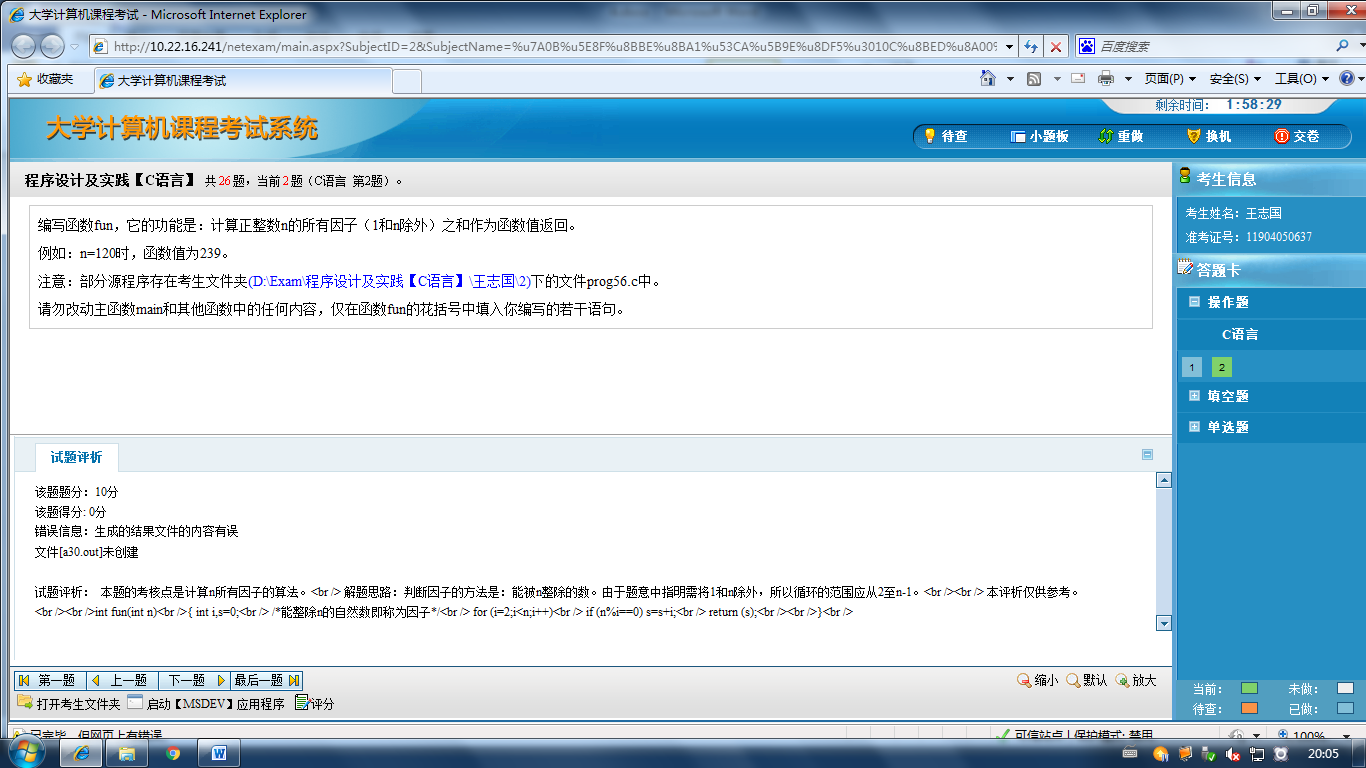 大学计算机课程考试 - Microsoft Internet Explorer
http://10.22.16.241/netexam/main.aspx?SubjectID=2&SubjectName=%u7A0B%u5E8F%u8BBE%u8BA1%u53CA%u5B9E%u8DF5%u3010C%u8BED%u8A00%
百度搜索
收藏夹
大学计算机课程考试
页面(P)
安全(S)
工具(O)
剩余时间: 1:58:29
大学计算机课程考试系统
待查
小题板
重做
换机
交卷
程序设计及实践【C语言】 共26题，当前2题（C语言 第2题）。
编写函数fun，它的功能是：计算正整数n的所有因子（1和n除外）之和作为函数值返回。
例如：n=120时，函数值为239。
注意：部分源程序存在考生文件夹(D:\Exam\程序设计及实践【C语言】\王志国\2)下的文件prog56.c中。
请勿改动主函数main和其他函数中的任何内容，仅在函数fun的花括号中填入你编写的若干语句。
考生信息
考生姓名：王志国
准考证号：11904050637
答题卡
操作题
C语言
1 2
填空题
单选题
试题评析
该题题分：10分
该题得分: 0分
错误信息：生成的结果文件的内容有误
文件[a30.out]未创建
试题评析： 本题的考核点是计算n所有因子的算法。<br /> 解题思路：判断因子的方法是：能被n整除的数。由于题意中指明需将1和n除外，所以循环的范围应从2至n-1。<br /><br /> 本评析仅供参考。
<br /><br />int fun(int n)<br />{ int i,s=0;<br /> /*能整除n的自然数即称为因子*/<br /> for (i=2;i<n;i++)<br /> if (n%i==0) s=s+i;<br /> return (s);<br /><br />}<br />
第一题
上一题
下一题
最后一题
缩小
默认
放大
打开考生文件夹
启动【MSDEV】应用程序
评分
当前：
未做：
待查：
已做：
已完毕，但网页上有错误
可信站点 | 保护模式: 禁用
100%
20:05